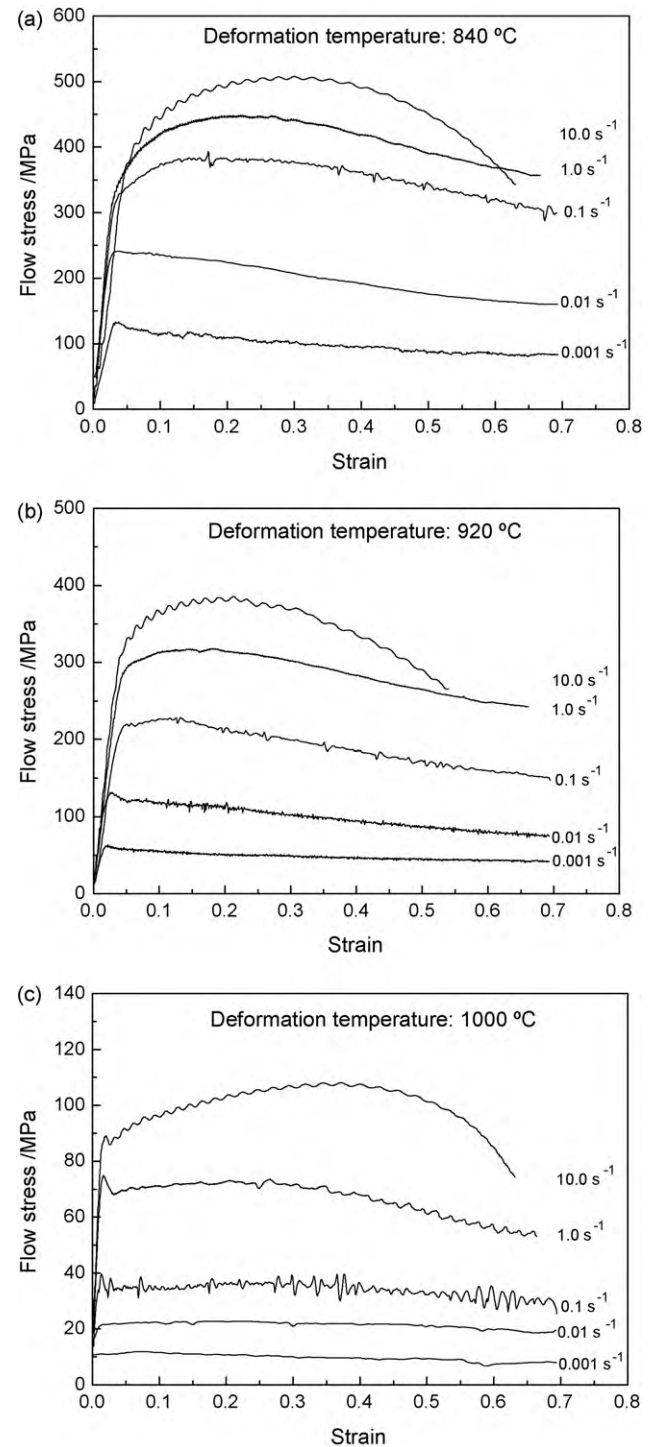 (a)
600
Deformation temperature: 840 ºC
500
400
300
200
100
0
Flow stress /MPa
10.0 s-1
1.0 s-1
0.1 s-1
0.01 s-1
0.001 s-1
0.0 0.1 0.2 0.3 0.4 0.5 0.6 0.7 0.8
Strain
(b)
500
Deformation temperature: 920 ºC
400
300
200
100
0
Flow stress /MPa
10.0 s-1
1.0 s-1
0.1 s-1
0.01 s-1
0.001 s-1
0.0 0.1 0.2 0.3 0.4 0.5 0.6 0.7 0.8
Strain
(c)
140
Deformation temperature: 1000 ºC
120
100
80
60
40
20
0
Flow stress /MPa
10.0 s-1
1.0 s-1
0.1 s-1
0.01 s-1
0.001 s-1
0.0 0.1 0.2 0.3 0.4 0.5 0.6 0.7 0.8
Strain